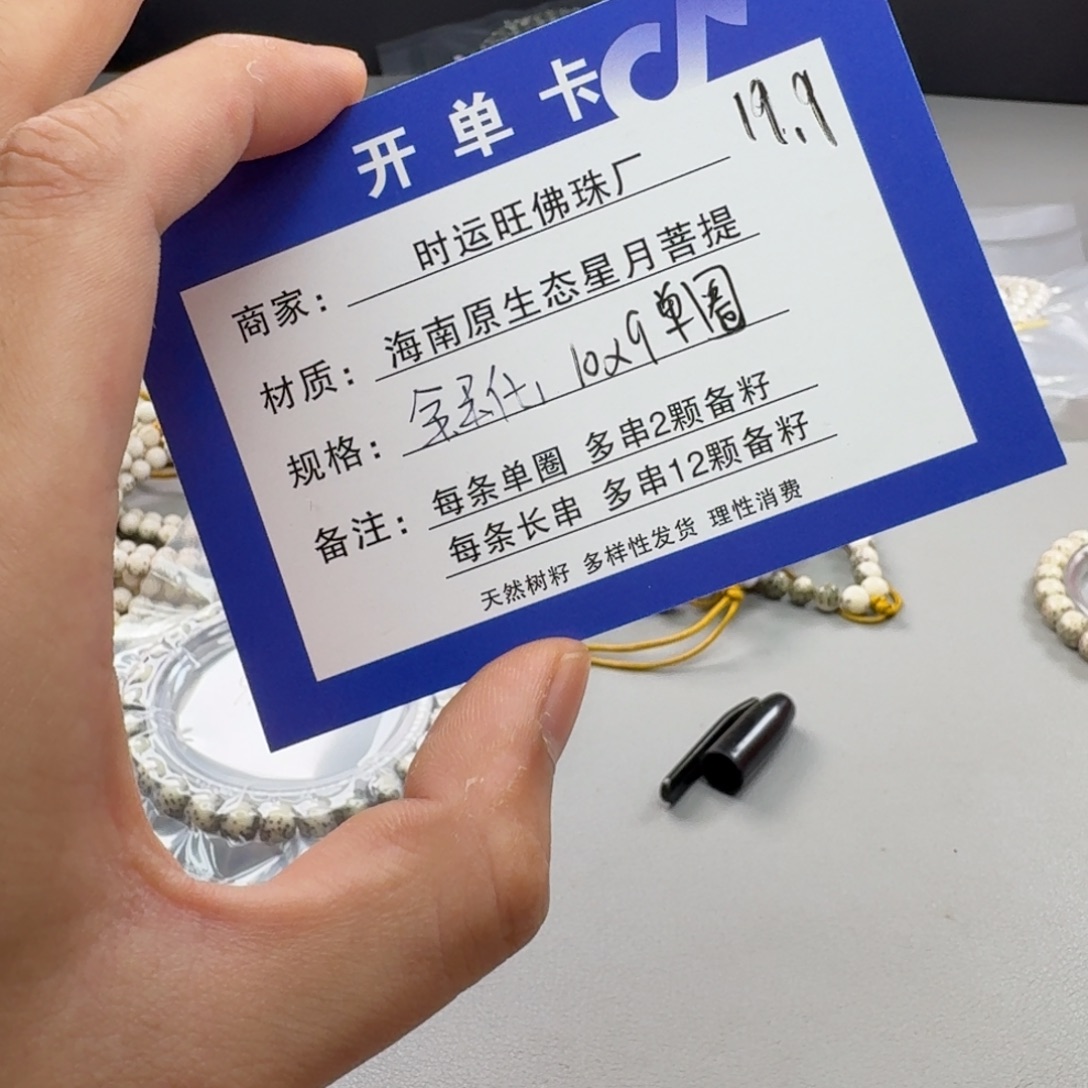 开单卡
19.9
商家：时运旺佛珠厂
材质：海南原生态星月菩提
规格：10x9单圈
备注：每条单圈 多串2颗备籽
每条长串 多串12颗备籽
天然树籽 多样性发货 理性消费